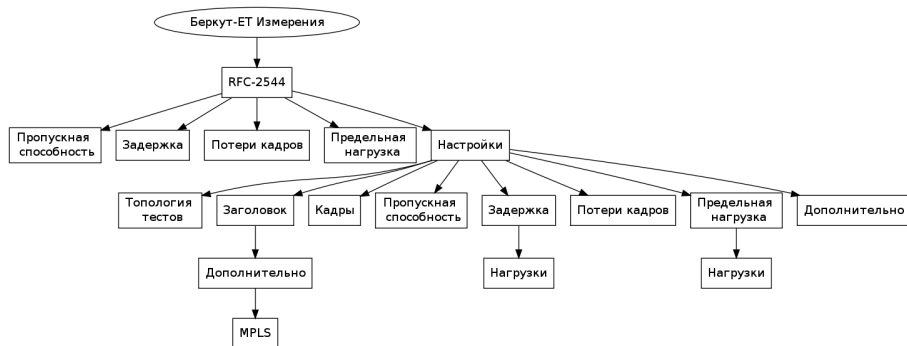 Беркут-ЕТ Измерения
RFC-2544
Пропускная
способность
Задержка
Потери кадров
Предельная
нагрузка
Настройки
Топология
тестов
Заголовок
Кадры
Пропускная
способность
Задержка
Потери кадров
Предельная
нагрузка
Дополнительно
Дополнительно
Нагрузки
Нагрузки
MPLS